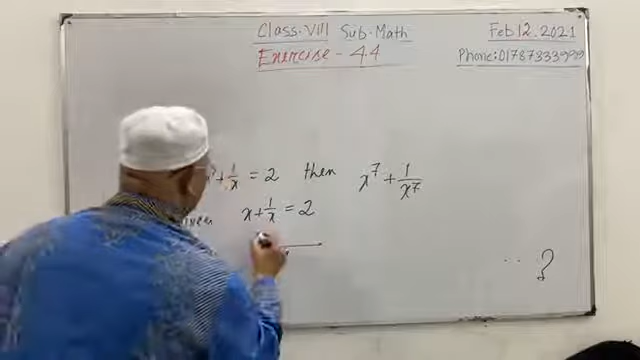 Class-VIII Sub-Math
Exercise - 4.4
Feb 12. 2021
Phone: 017873339999
+ 1/x = 2 then x^7 + 1/x^7
x + 1/x = 2
.. ?